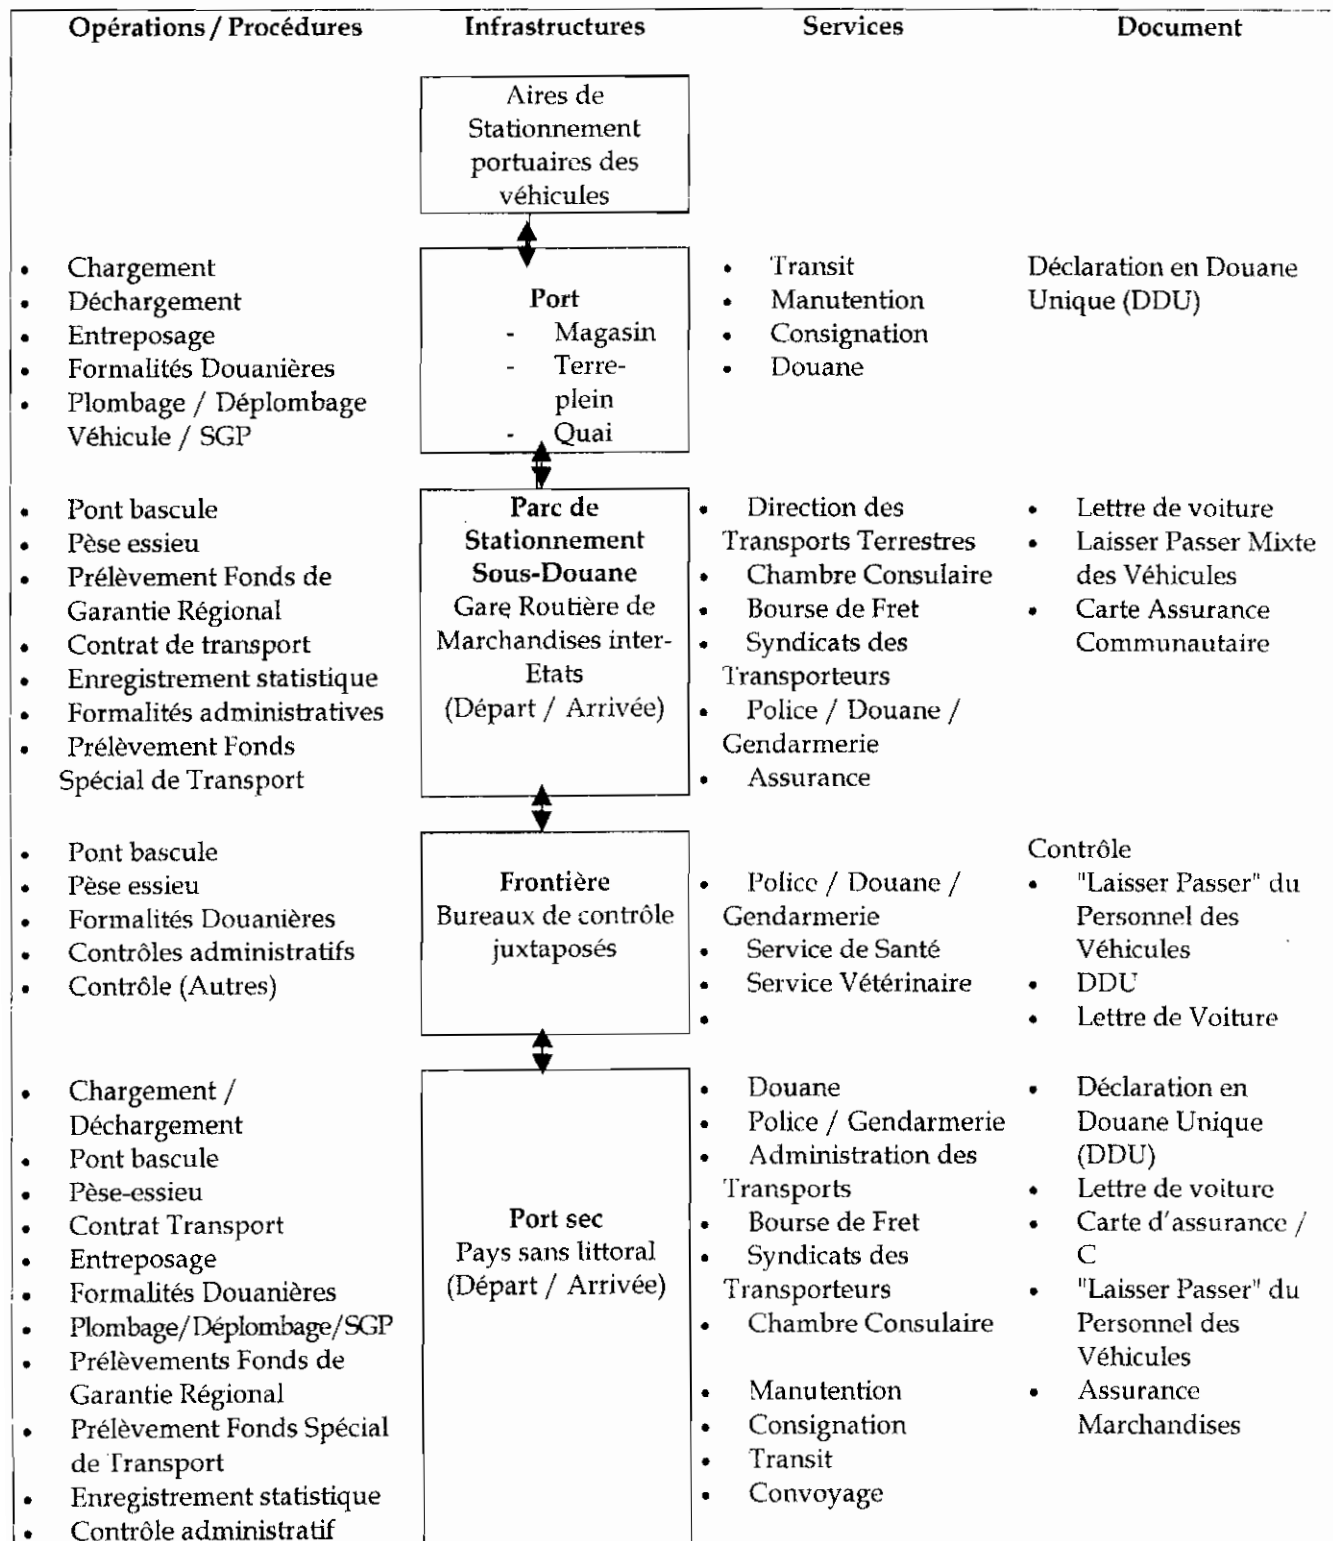 Opérations / Procédures
Infrastructures
Services
Document
Aires de
Stationnement
portuaires des
véhicules
• Chargement
• Déchargement
• Entreposage
• Formalités Douanières
• Plombage / Déplombage
Véhicule / SGP
Port
- Magasin
- Terre-
plein
- Quai
• Transit
• Manutention
• Consignation
• Douane
Déclaration en Douane
Unique (DDU)
• Pont bascule
• Pèse essieu
• Prélèvement Fonds de
Garantie Régional
• Contrat de transport
• Enregistrement statistique
• Formalités administratives
• Prélèvement Fonds
Spécial de Transport
Parc de
Stationnement
Sous-Douane
Gare Routière de
Marchandises inter-
Etats
(Départ / Arrivée)
• Direction des
Transports Terrestres
• Chambre Consulaire
• Bourse de Fret
• Syndicats des
Transporteurs
• Police / Douane /
Gendarmerie
• Assurance
• Lettre de voiture
• Laisser Passer Mixte
des Véhicules
• Carte Assurance
Communautaire
• Pont bascule
• Pèse essieu
• Formalités Douanières
• Contrôles administratifs
• Contrôle (Autres)
Frontière
Bureaux de contrôle
juxtaposés
• Police / Douane /
Gendarmerie
• Service de Santé
• Service Vétérinaire
•
Contrôle
• "Laisser Passer" du
Personnel des
Véhicules
• DDU
• Lettre de Voiture
• Chargement /
Déchargement
• Pont bascule
• Pèse-essieu
• Contrat Transport
• Entreposage
• Formalités Douanières
• Plombage/Déplombage/SGP
• Prélèvements Fonds de
Garantie Régional
• Prélèvement Fonds Spécial
de Transport
• Enregistrement statistique
• Contrôle administratif
Port sec
Pays sans littoral
(Départ / Arrivée)
• Douane
• Police / Gendarmerie
• Administration des
Transports
• Bourse de Fret
• Syndicats des
Transporteurs
• Chambre Consulaire
• Manutention
• Consignation
• Transit
• Convoyage
• Déclaration en
Douane Unique
(DDU)
• Lettre de voiture
• Carte d'assurance /
C
• "Laisser Passer" du
Personnel des
Véhicules
• Assurance
Marchandises